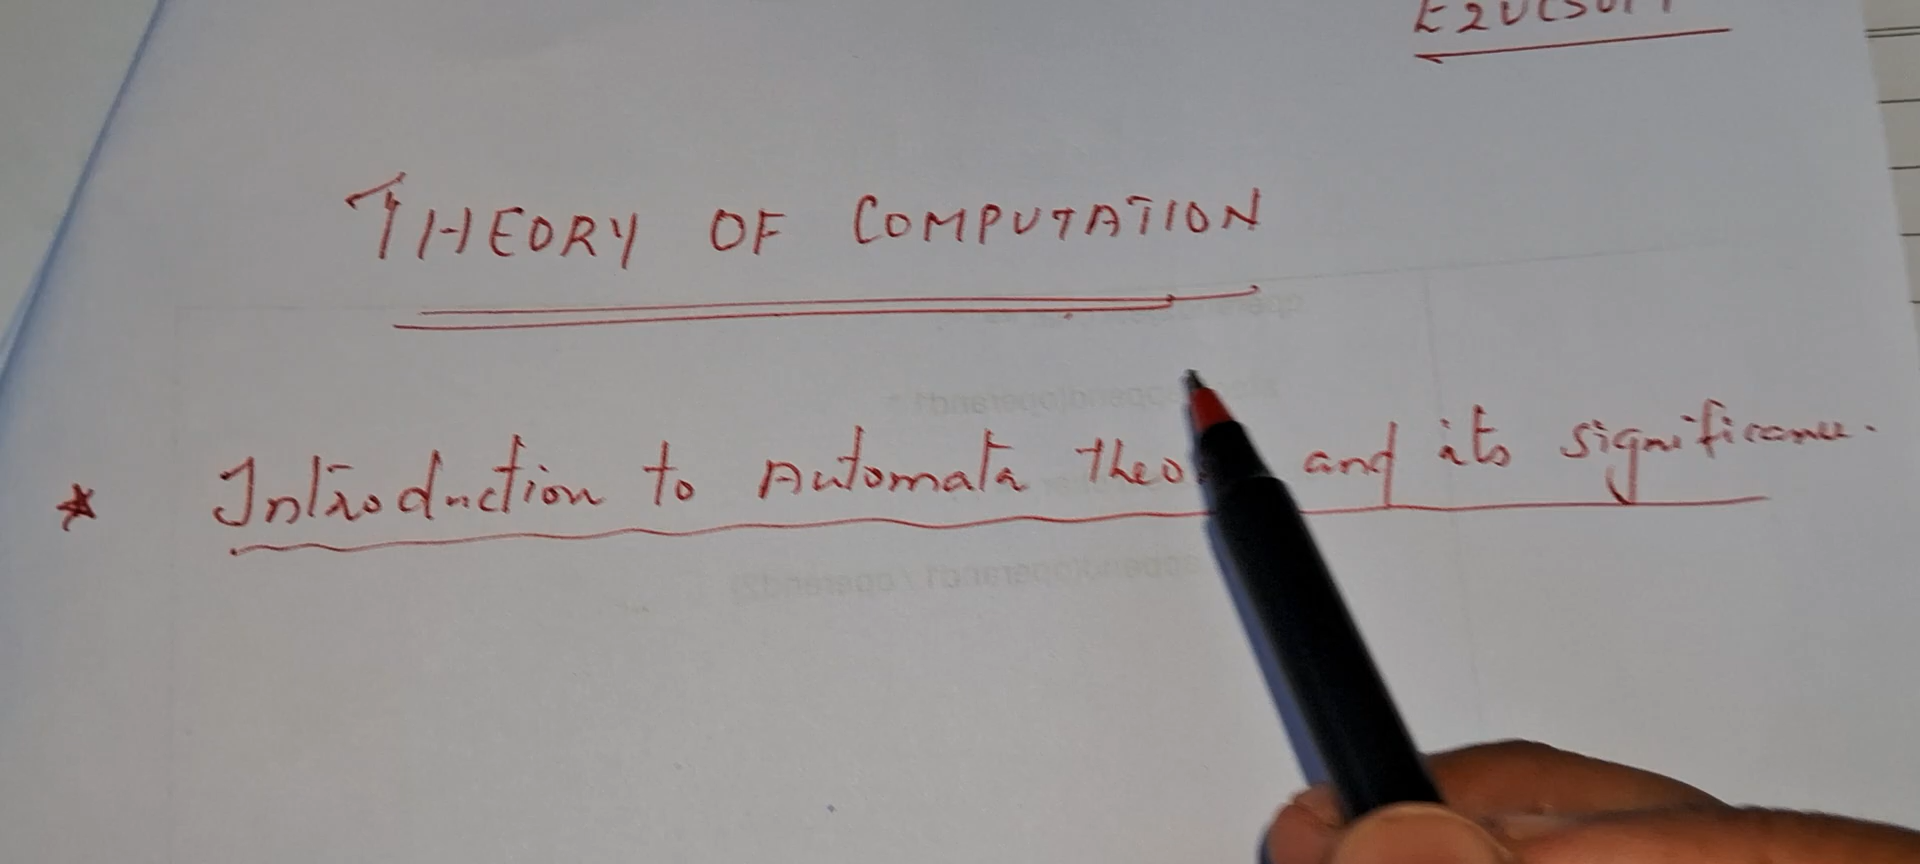 THEORY OF COMPUTATION
* Introduction to Automata and its significance.